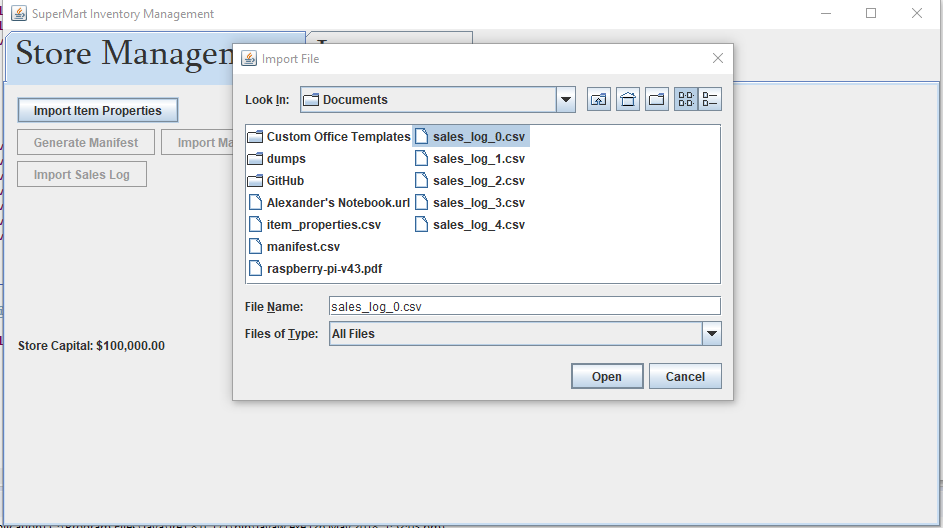 SuperMart Inventory Management
Store Managem
Import File
Look In: Documents
Import Item Properties
Generate Manifest
Import Ma
Import Sales Log
Custom Office Templates
dumps
GitHub
Alexander's Notebook.url
item_properties.csv
manifest.csv
raspberry-pi-v43.pdf
sales_log_0.csv
sales_log_1.csv
sales_log_2.csv
sales_log_3.csv
sales_log_4.csv
File Name: sales_log_0.csv
Files of Type: All Files
Store Capital: $100,000.00
Open
Cancel